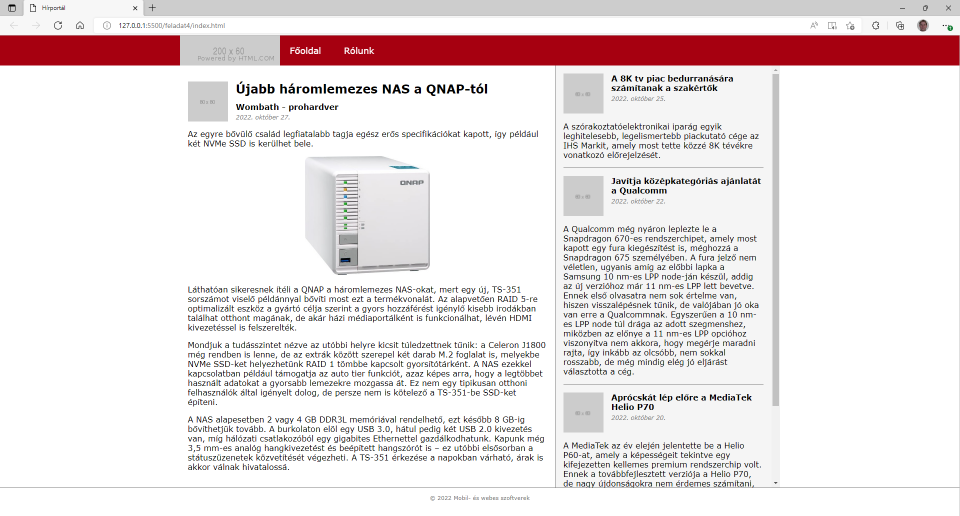 Hírportál
127.0.0.1:5500/feladat4/index.html
200 x 60
Powered by HTML.COM
Főoldal
Rólunk
60 x 60
Újabb háromlemezes NAS a QNAP-tól
Wombath - prohardver
2022. október 27.
Az egyre bővülő család legfiatalabb tagja egész erős specifikációkat kapott, így például
két NVMe SSD is kerülhet bele.
QNAP
Láthatóan sikeresnek ítéli a QNAP a háromlemezes NAS-okat, mert egy új, TS-351
sorszámot viselő példánnyal bővíti most ezt a termékvonalát. Az alapvetően RAID 5-re
optimalizált eszköz a gyártó célja szerint a gyors hozzáférést igénylő kisebb irodákban
találhat otthont magának, de akár házi médiaportálként is funkcionálhat, lévén HDMI
kivezetéssel is felszerelték.
Mondjuk a tudásszintet nézve az utóbbi helyre kicsit túledzettnek tűnik: a Celeron J1800
még rendben is lenne, de az extrák között szerepel két darab M.2 foglalat is, melyekbe
NVMe SSD-ket helyezhetünk RAID 1 tömbbe kapcsolt gyorsítótárként. A NAS ezekkel
kapcsolatban például támogatja az auto tier funkciót, azaz képes arra, hogy a legtöbbet
használt adatokat a gyorsabb lemezekre mozgassa át. Ez nem egy tipikusan otthoni
felhasználók által igényelt dolog, de persze nem is kötelező a TS-351-be SSD-ket
építeni.
A NAS alapesetben 2 vagy 4 GB DDR3L memóriával rendelhető, ezt később 8 GB-ig
bővíthetjük tovább. A burkolaton elöl egy USB 3.0, hátul pedig két USB 2.0 kivezetés
van, míg hálózati csatlakozóból egy gigabites Ethernettel gazdálkodhatunk. Kapunk még
3,5 mm-es analóg hangkivezetést és beépített hangszórót is – ez utóbbi elsősorban a
státuszüzenetek közvetítését végezheti. A TS-351 érkezése a napokban várható, árak is
akkor válnak hivatalossá.
60 x 60
A 8K tv piac bedurranására
számítanak a szakértők
2022. október 25.
A szórakoztatóelektronikai iparág egyik
leghitelesebb, legelismertebb piackutató cége az
IHS Markit, amely most tette közzé 8K tévékre
vonatkozó előrejelzését.
60 x 60
Javítja középkategóriás ajánlatát
a Qualcomm
2022. október 22.
A Qualcomm még nyáron leplezte le a
Snapdragon 670-es rendszerchipet, amely most
kapott egy fura kiegészítést is, méghozzá a
Snapdragon 675 személyében. A fura jelző nem
véletlen, ugyanis amíg az előbbi lapka a
Samsung 10 nm-es LPP node-ján készül, addig
az új verzióhoz már 11 nm-es LPP lett bevetve.
Ennek első olvasatra nem sok értelme van,
hiszen visszalépésnek tűnik, de valójában jó oka
van erre a Qualcommnak. Egyszerűen a 10 nm-
es LPP node túl drága az adott szegmenshez,
miközben az előnye a 11 nm-es LPP opcióhoz
viszonyítva nem akkora, hogy megérje maradni
rajta, így inkább az olcsóbb, nem sokkal
rosszabb, de még mindig elég jó eljárást
választotta a cég.
60 x 60
Aprócskát lép előre a MediaTek
Helio P70
2022. október 20.
A MediaTek az év elején jelentette be a Helio
P60-at, amely a képességeit tekintve egy
kifejezetten kellemes premium rendszerchip volt.
Ennek a továbbfejlesztett verziója a Helio P70,
de nagy újdonságokra nem érdemes számítani,
© 2022 Mobil- és webes szoftverek